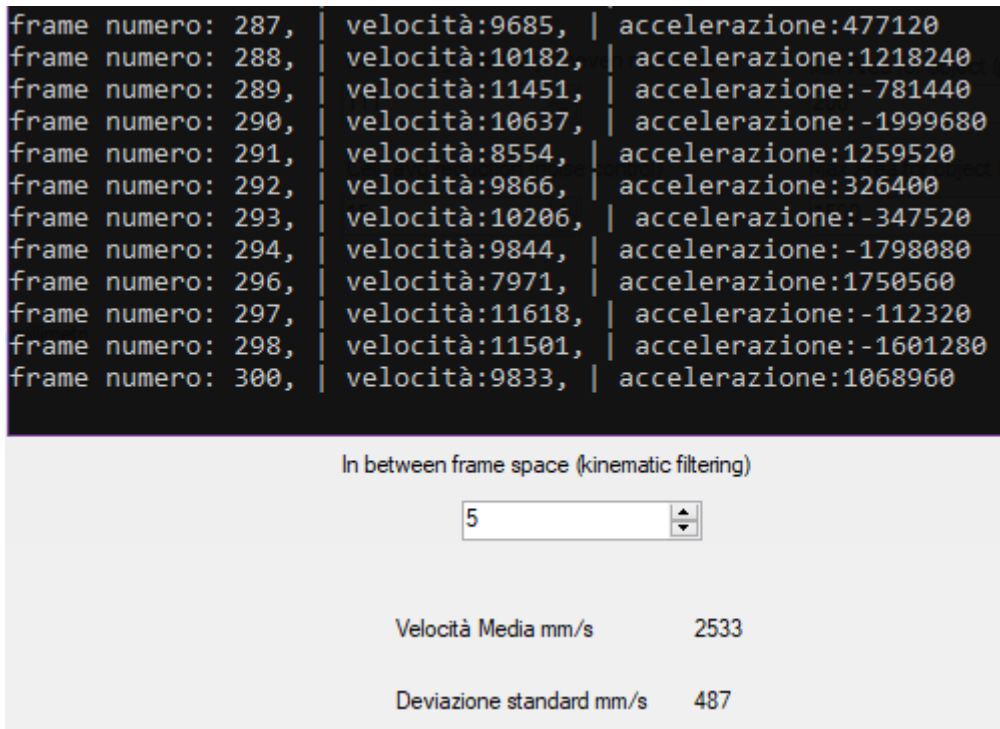 frame numero: 287, | velocità:9685, | accelerazione:477120
frame numero: 288, | velocità:10182, | accelerazione:1218240
frame numero: 289, | velocità:11451, | accelerazione:-781440
frame numero: 290, | velocità:10637, | accelerazione:-1999680
frame numero: 291, | velocità:8554, | accelerazione:1259520
frame numero: 292, | velocità:9866, | accelerazione:326400
frame numero: 293, | velocità:10206, | accelerazione:-347520
frame numero: 294, | velocità:9844, | accelerazione:-1798080
frame numero: 296, | velocità:7971, | accelerazione:1750560
frame numero: 297, | velocità:11618, | accelerazione:-112320
frame numero: 298, | velocità:11501, | accelerazione:-1601280
frame numero: 300, | velocità:9833, | accelerazione:1068960
In between frame space (kinematic filtering)
5
Velocità Media mm/s 2533
Deviazione standard mm/s 487